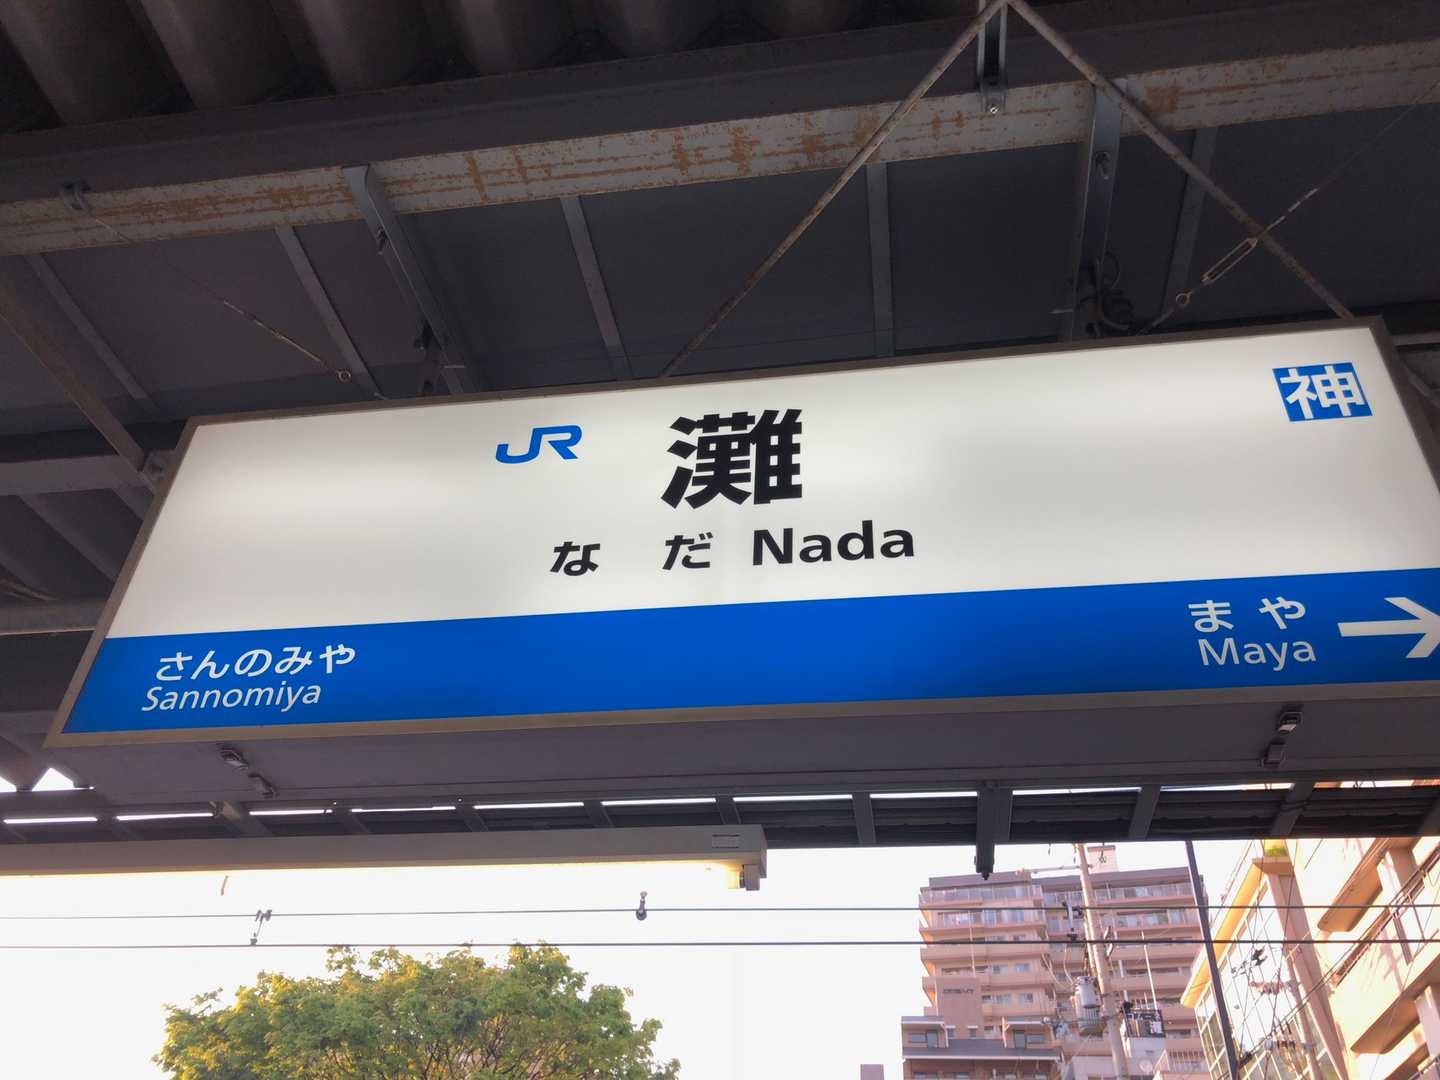 JR 灘 神
なだ Nada
さんのみや
Sannomiya
まや →
Maya